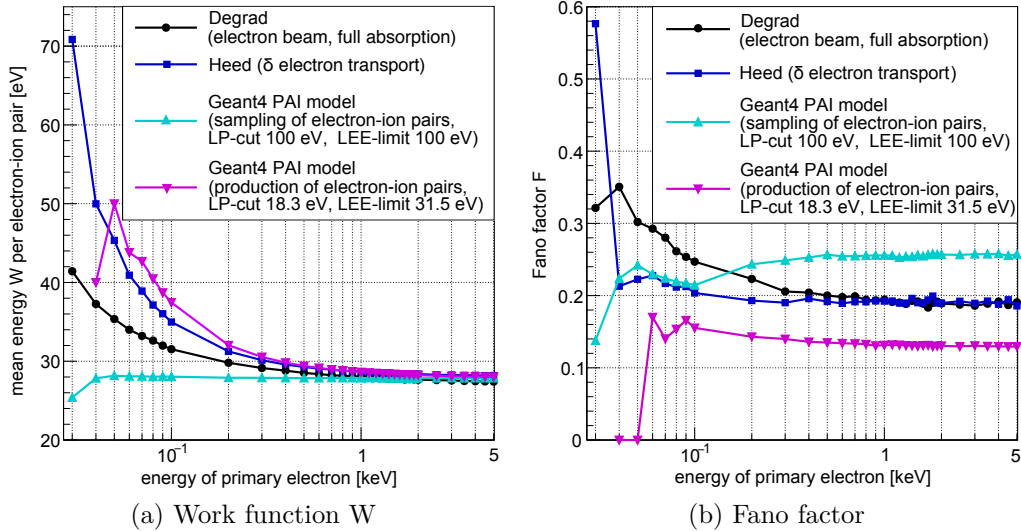 mean energy W per electron-ion pair [eV]
70
60
50
40
30
20
Degrad
(electron beam, full absorption)
Heed (δ electron transport)
Geant4 PAI model
(sampling of electron-ion pairs,
LP-cut 100 eV, LEE-limit 100 eV)
Geant4 PAI model
(production of electron-ion pairs,
LP-cut 18.3 eV, LEE-limit 31.5 eV)
10⁻¹ 1 5
energy of primary electron [keV]
(a) Work function W
Fano factor F
0.6
0.5
0.4
0.3
0.2
0.1
0
Degrad
(electron beam, full absorption)
Heed (δ electron transport)
Geant4 PAI model
(sampling of electron-ion pairs,
LP-cut 100 eV, LEE-limit 100 eV)
Geant4 PAI model
(production of electron-ion pairs,
LP-cut 18.3 eV, LEE-limit 31.5 eV)
10⁻¹ 1 5
energy of primary electron [keV]
(b) Fano factor